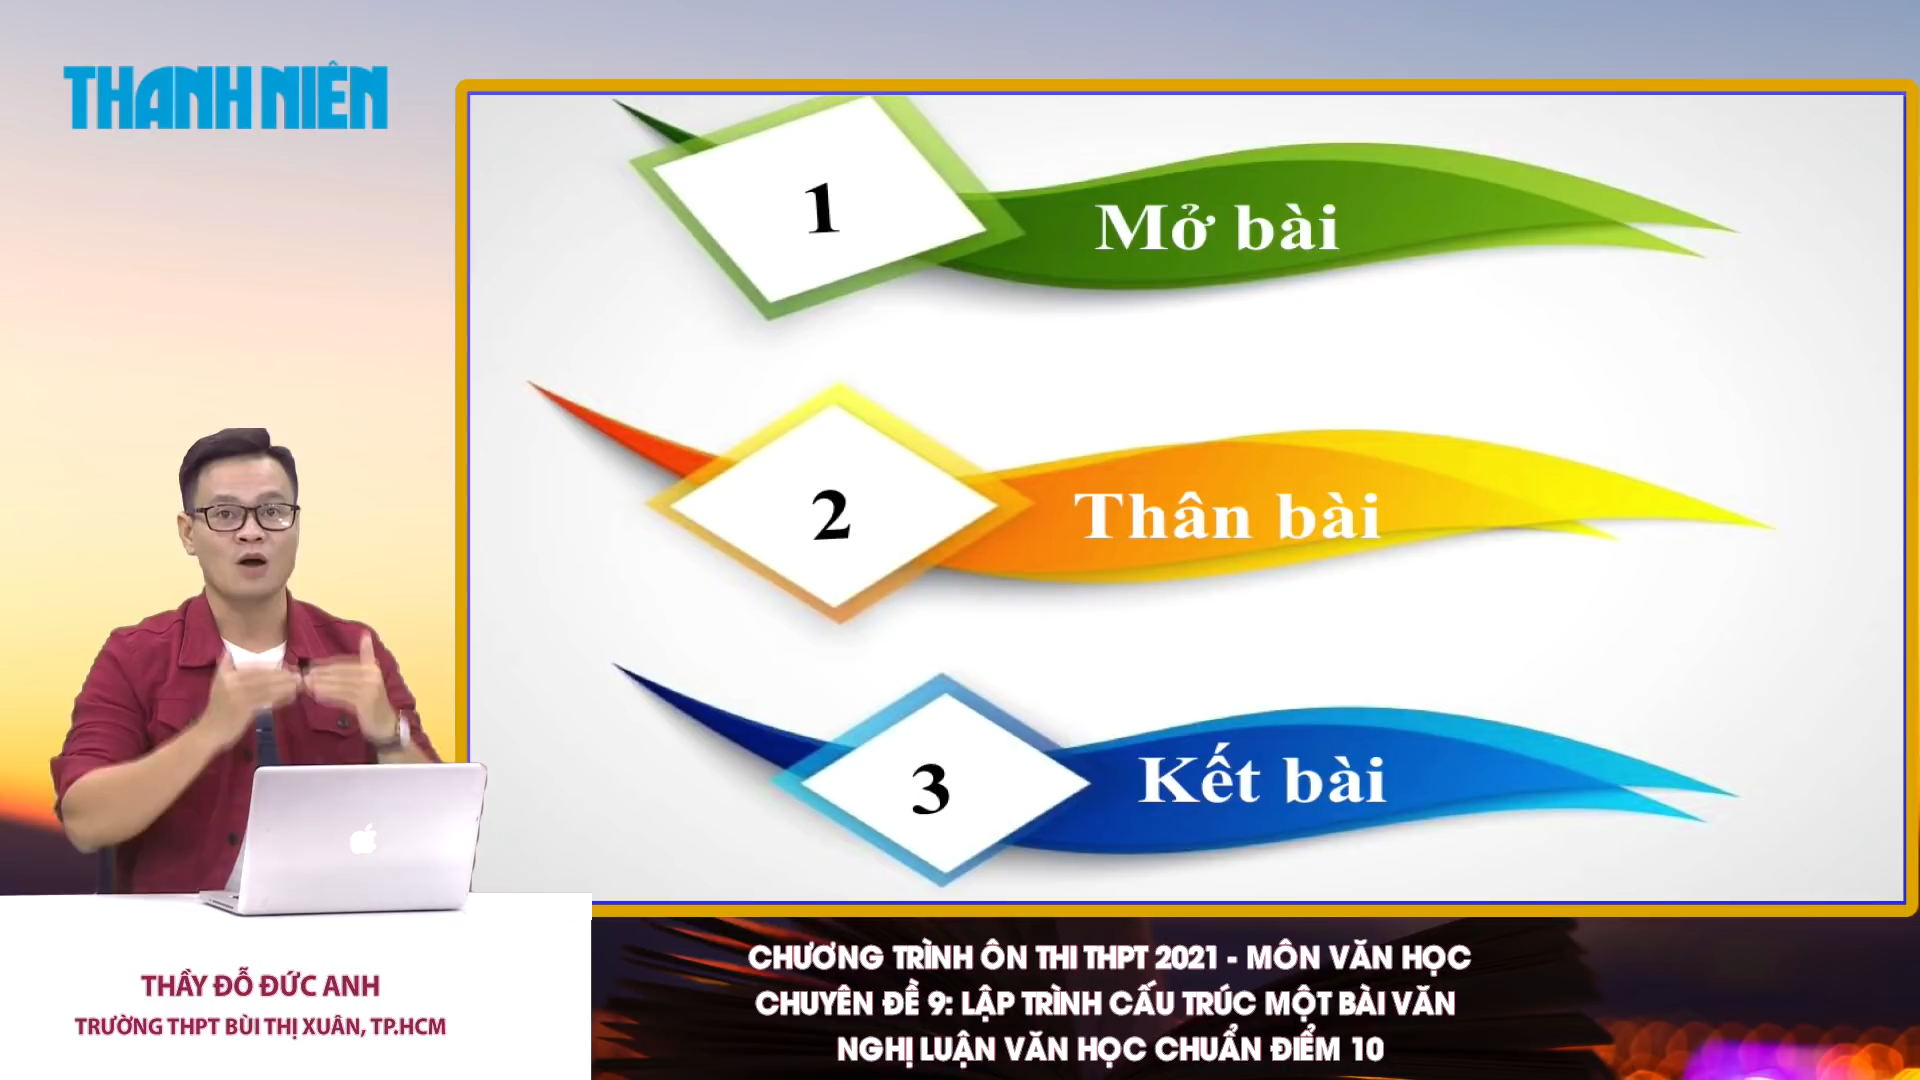 THANH NIÊN
1
Mở bài
2
Thân bài
3
Kết bài
THẦY ĐỖ ĐỨC ANH
TRƯỜNG THPT BÙI THỊ XUÂN, TP.HCM
CHƯƠNG TRÌNH ÔN THI THPT 2021 - MÔN VĂN HỌC
CHUYÊN ĐỀ 9: LẬP TRÌNH CẤU TRÚC MỘT BÀI VĂN
NGHỊ LUẬN VĂN HỌC CHUẨN ĐIỂM 10